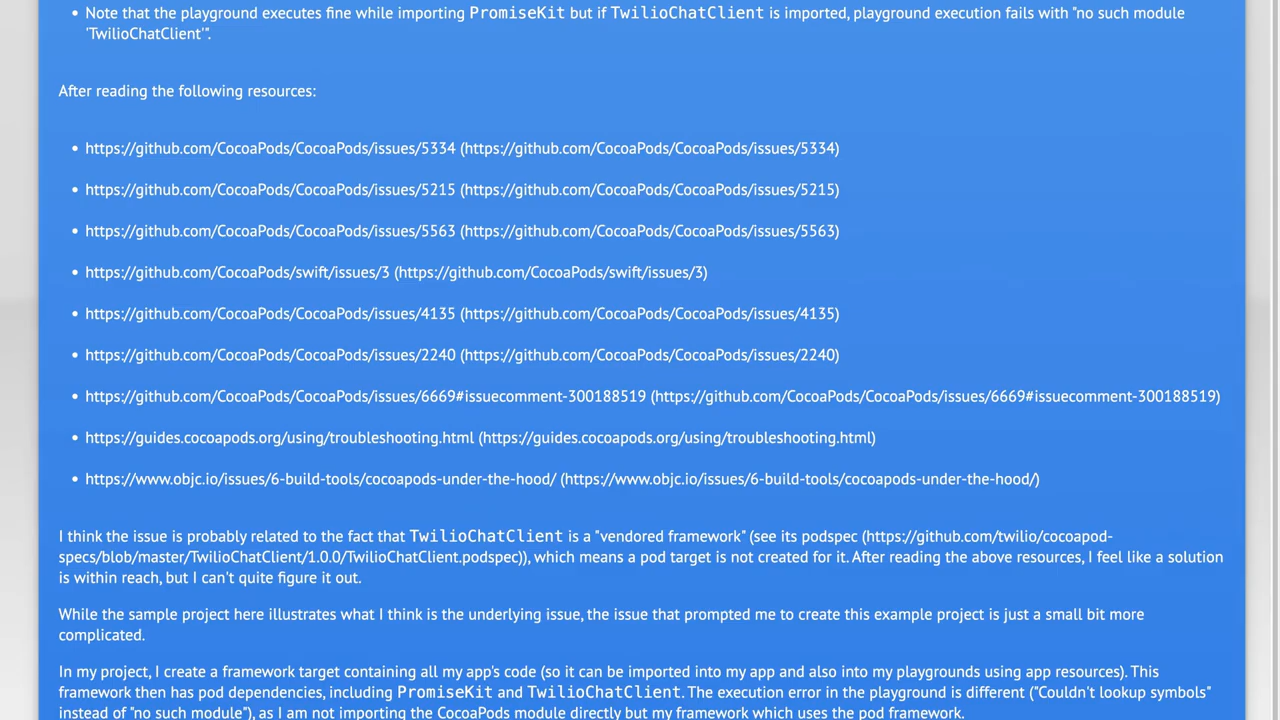 • Note that the playground executes fine while importing PromiseKit but if TwilioChatClient is imported, playground execution fails with "no such module
'TwilioChatClient'".
After reading the following resources:
• https://github.com/CocoaPods/CocoaPods/issues/5334 (https://github.com/CocoaPods/CocoaPods/issues/5334)
• https://github.com/CocoaPods/CocoaPods/issues/5215 (https://github.com/CocoaPods/CocoaPods/issues/5215)
• https://github.com/CocoaPods/CocoaPods/issues/5563 (https://github.com/CocoaPods/CocoaPods/issues/5563)
• https://github.com/CocoaPods/swift/issues/3 (https://github.com/CocoaPods/swift/issues/3)
• https://github.com/CocoaPods/CocoaPods/issues/4135 (https://github.com/CocoaPods/CocoaPods/issues/4135)
• https://github.com/CocoaPods/CocoaPods/issues/2240 (https://github.com/CocoaPods/CocoaPods/issues/2240)
• https://github.com/CocoaPods/CocoaPods/issues/6669#issuecomment-300188519 (https://github.com/CocoaPods/CocoaPods/issues/6669#issuecomment-300188519)
• https://guides.cocoapods.org/using/troubleshooting.html (https://guides.cocoapods.org/using/troubleshooting.html)
• https://www.objc.io/issues/6-build-tools/cocoapods-under-the-hood/ (https://www.objc.io/issues/6-build-tools/cocoapods-under-the-hood/)
I think the issue is probably related to the fact that TwilioChatClient is a "vendored framework" (see its podspec (https://github.com/twilio/cocoapod-
specs/blob/master/TwilioChatClient/1.0.0/TwilioChatClient.podspec)), which means a pod target is not created for it. After reading the above resources, I feel like a solution
is within reach, but I can't quite figure it out.
While the sample project here illustrates what I think is the underlying issue, the issue that prompted me to create this example project is just a small bit more
complicated.
In my project, I create a framework target containing all my app's code (so it can be imported into my app and also into my playgrounds using app resources). This
framework then has pod dependencies, including PromiseKit and TwilioChatClient. The execution error in the playground is different ("Couldn't lookup symbols"
instead of "no such module"), as I am not importing the CocoaPods module directly but my framework which uses the pod framework.